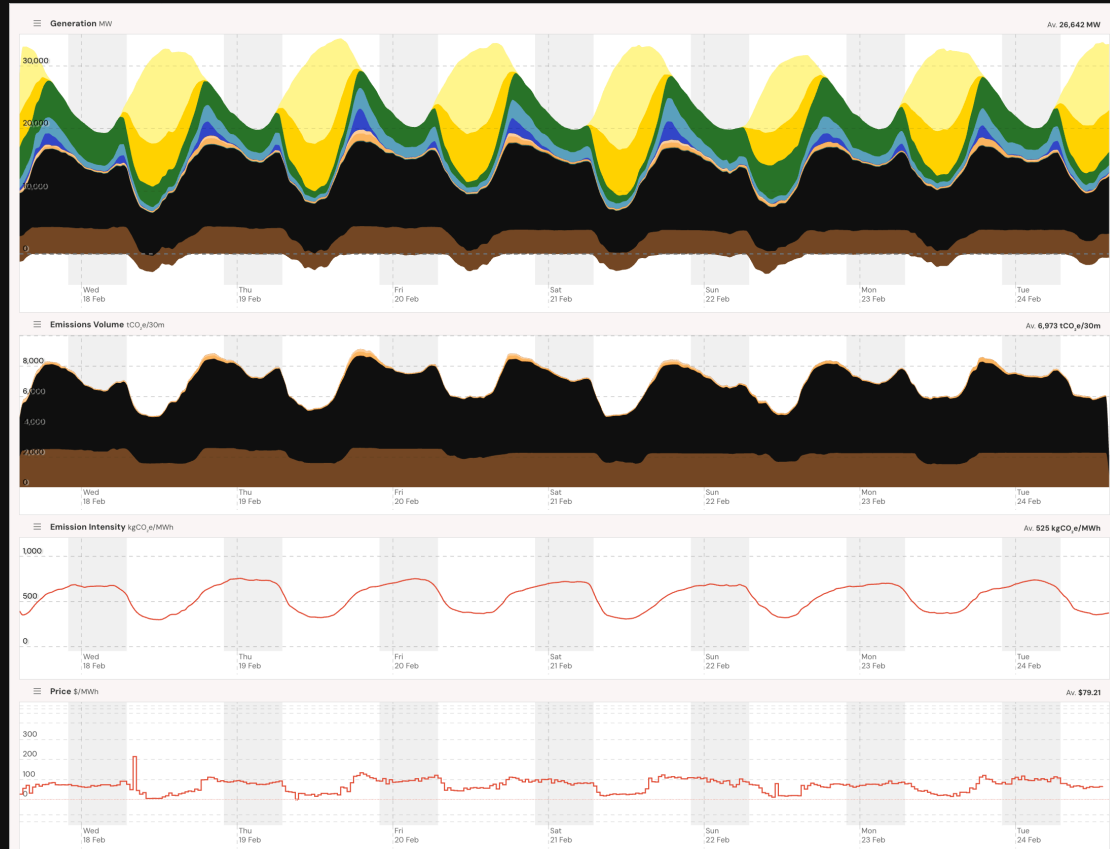 Generation MW
Av. 26,642 MW
30,000
20,000
10,000
0
Wed Thu Fri Sat Sun Mon Tue
18 Feb 19 Feb 20 Feb 21 Feb 22 Feb 23 Feb 24 Feb
Emissions Volume tCO₂e/30m
Av. 6,973 tCO₂e/30m
8,000
6,000
4,000
2,000
0
Wed Thu Fri Sat Sun Mon Tue
18 Feb 19 Feb 20 Feb 21 Feb 22 Feb 23 Feb 24 Feb
Emission Intensity kgCO₂e/MWh
Av. 525 kgCO₂e/MWh
1,000
500
0
Wed Thu Fri Sat Sun Mon Tue
18 Feb 19 Feb 20 Feb 21 Feb 22 Feb 23 Feb 24 Feb
Price $/MWh
Av. $79.21
300
200
100
0
Wed Thu Fri Sat Sun Mon Tue
18 Feb 19 Feb 20 Feb 21 Feb 22 Feb 23 Feb 24 Feb